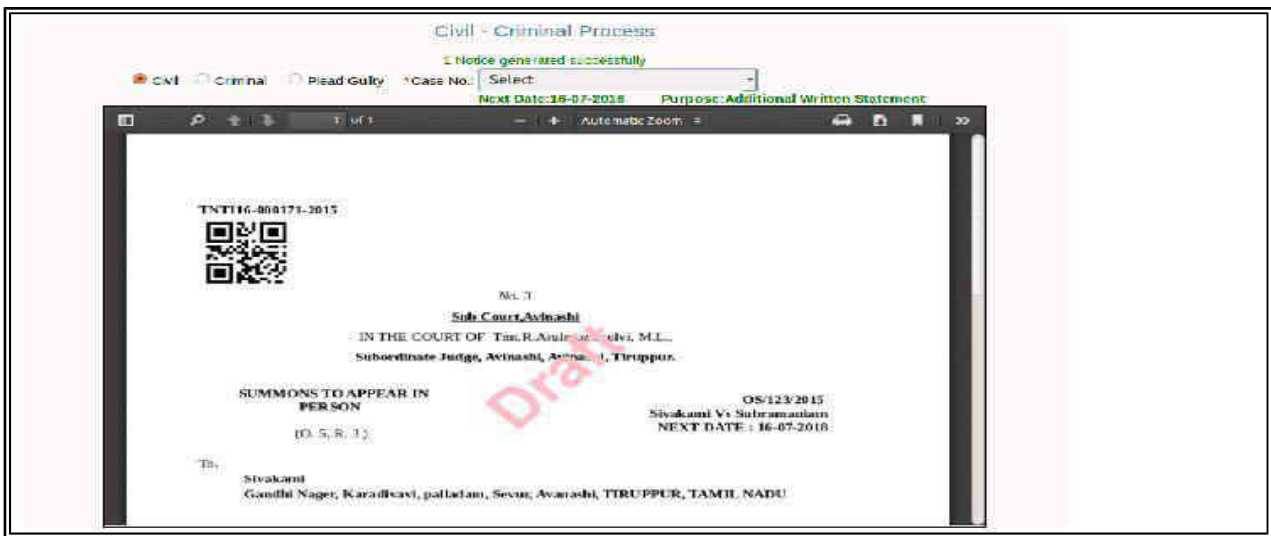 Civil - Criminal Process
1 Notice generated successfully
Civil Criminal Plead Guilty *Case No.: Select
Next Date:16-07-2018 Purpose:Additional Written Statement
1 of 1 Automatic Zoom
TNTI16-000171-2015
No. 3
Sub Court,Avinashi
IN THE COURT OF Tmt.R. M.L.,
Subordinate Judge, Avinashi, Tiruppur.
Draft
SUMMONS TO APPEAR IN
PERSON
(O. 5, R. 3)
OS/123/2015
Sivakami Vs Subramaniam
NEXT DATE : 16-07-2018
To,
Sivakami
Gandhi Nager, Karadivavi, palladam, Sevur, Avanashi, TIRUPPUR, TAMIL NADU